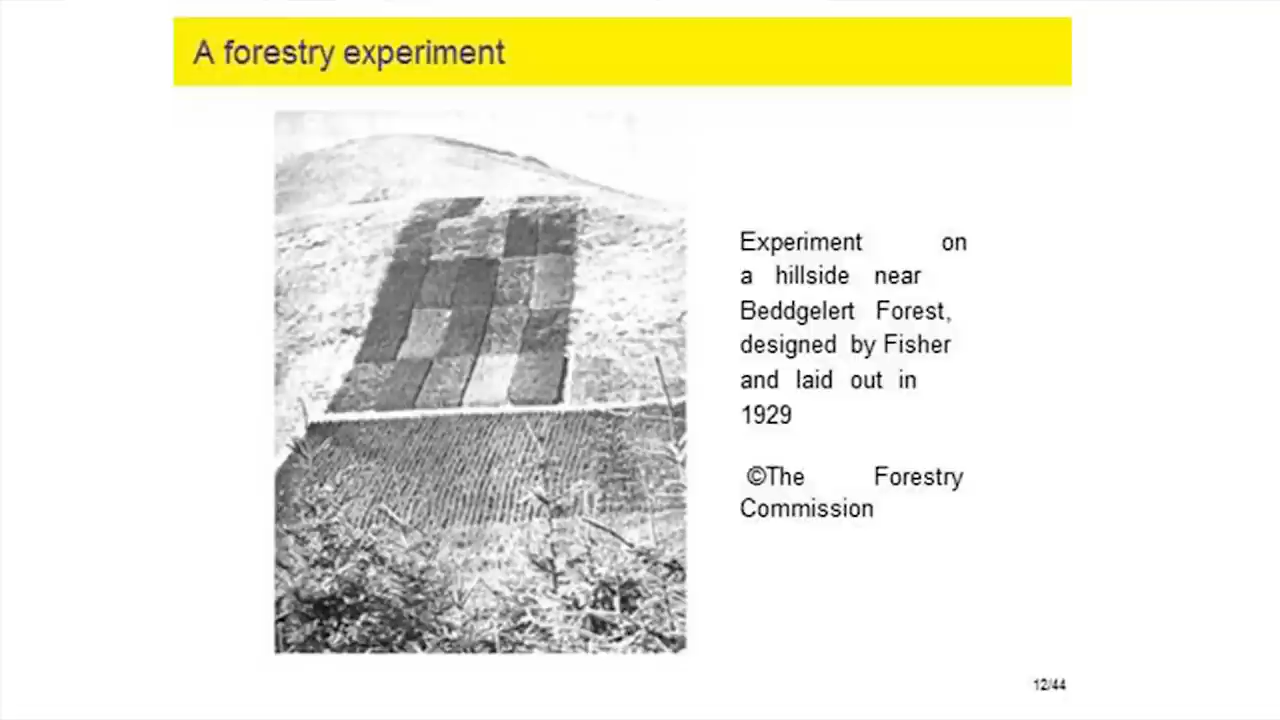 A forestry experiment
Experiment on
a hillside near
Beddgelert Forest,
designed by Fisher
and laid out in
1929
©The Forestry
Commission
12/44